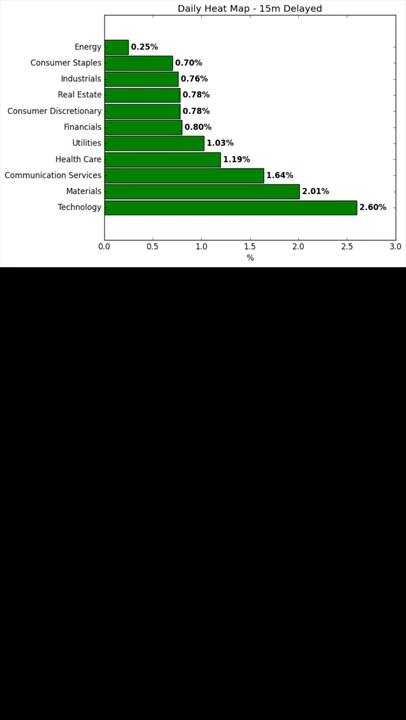 Daily Heat Map - 15m Delayed
Energy 0.25%
Consumer Staples 0.70%
Industrials 0.76%
Real Estate 0.78%
Consumer Discretionary 0.78%
Financials 0.80%
Utilities 1.03%
Health Care 1.19%
Communication Services 1.64%
Materials 2.01%
Technology 2.60%
0.0 0.5 1.0 1.5 2.0 2.5 3.0
%